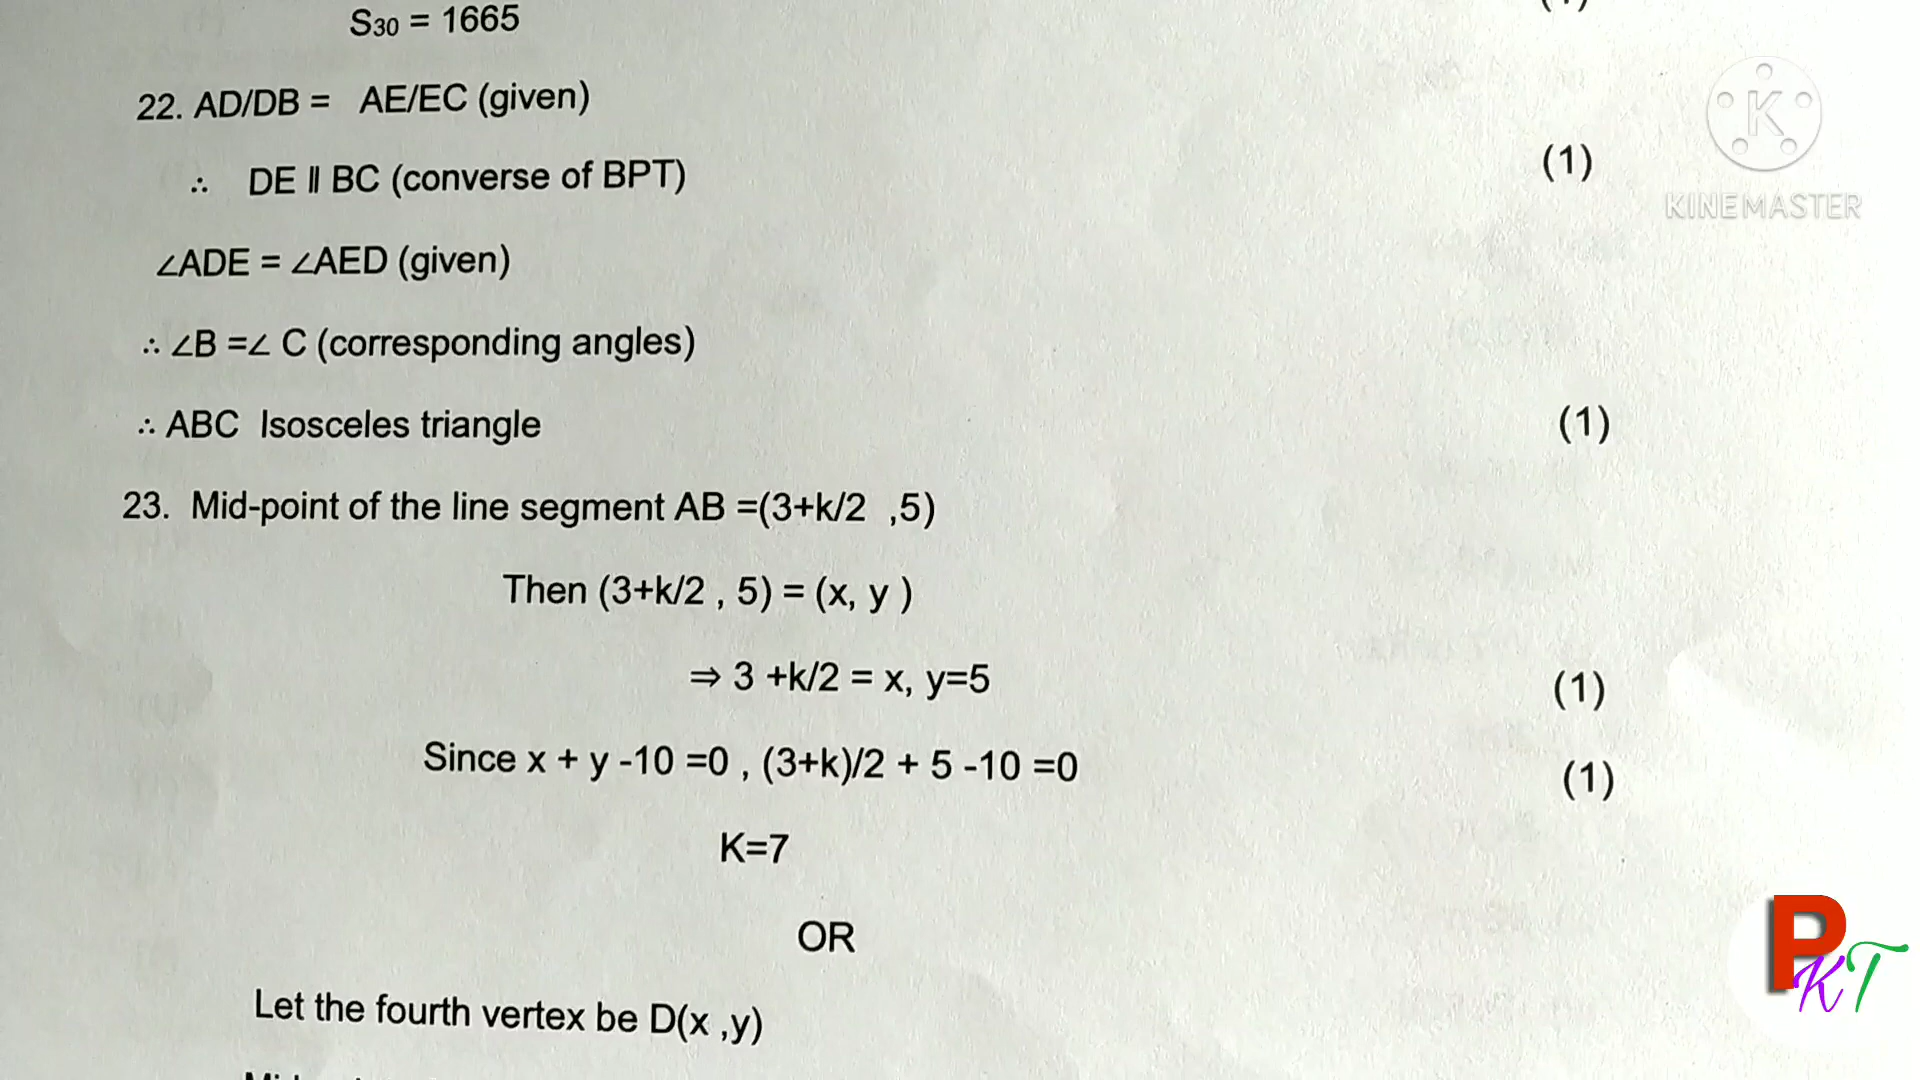 S30 = 1665
22. AD/DB = AE/EC (given)
∴ DE ǁ BC (converse of BPT) (1)
KINEMASTER
∠ADE = ∠AED (given)
∴ ∠B =∠ C (corresponding angles)
∴ ABC Isosceles triangle (1)
23. Mid-point of the line segment AB =(3+k/2 ,5)
Then (3+k/2 , 5) = (x, y )
⇒ 3 +k/2 = x, y=5 (1)
Since x + y -10 =0 , (3+k)/2 + 5 -10 =0 (1)
K=7
OR
Let the fourth vertex be D(x ,y)
PKT